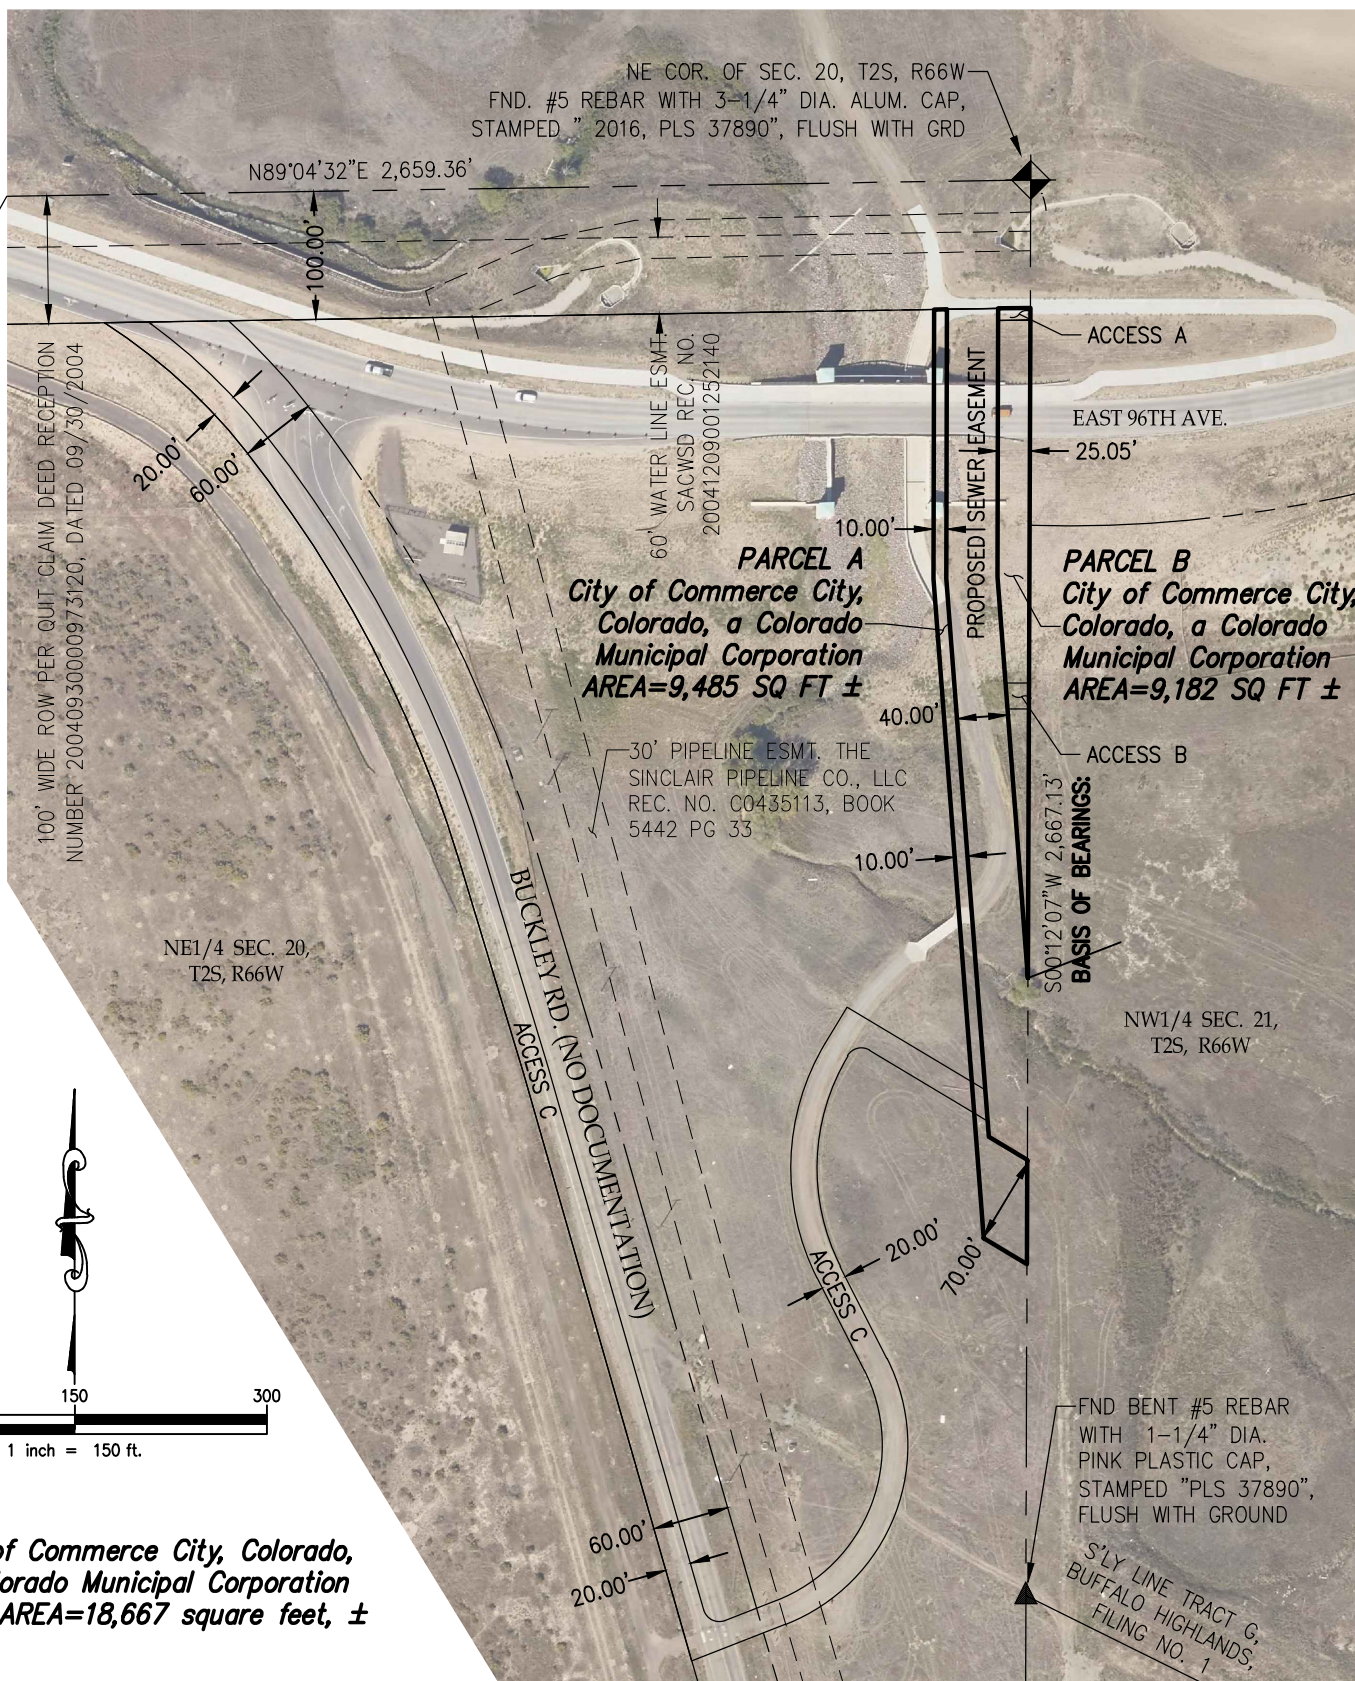 NE COR. OF SEC. 20, T2S, R66W
FND. #5 REBAR WITH 3-1/4" DIA. ALUM. CAP,
STAMPED " 2016, PLS 37890", FLUSH WITH GRD
N89°04'32"E 2,659.36'
100.00'
ACCESS A
EAST 96TH AVE.
25.05'
100' WIDE ROW PER QUIT CLAIM DEED RECEPTION
NUMBER 20040930000973120, DATED 09/30/2004
20.00'
60.00'
60' WATER LINE ESMT.
SACWSD REC. NO.
20041209001252140
PROPOSED SEWER EASEMENT
10.00'
PARCEL A
City of Commerce City,
Colorado, a Colorado
Municipal Corporation
AREA=9,485 SQ FT ±
PARCEL B
City of Commerce City,
Colorado, a Colorado
Municipal Corporation
AREA=9,182 SQ FT ±
40.00'
ACCESS B
30' PIPELINE ESMT. THE
SINCLAIR PIPELINE CO., LLC
REC. NO. C0435113, BOOK
5442 PG 33
10.00'
S00°12'07"W 2,667.13'
BASIS OF BEARINGS:
NE1/4 SEC. 20,
T2S, R66W
BUCKLEY RD. (NO DOCUMENTATION)
ACCESS C
NW1/4 SEC. 21,
T2S, R66W
20.00'
70.00'
ACCESS C
150
300
1 inch = 150 ft.
FND BENT #5 REBAR
WITH 1-1/4" DIA.
PINK PLASTIC CAP,
STAMPED "PLS 37890",
FLUSH WITH GROUND
60.00'
20.00'
S'LY LINE TRACT G,
BUFFALO HIGHLANDS,
FILING NO. 1
of Commerce City, Colorado,
lorado Municipal Corporation
AREA=18,667 square feet, ±